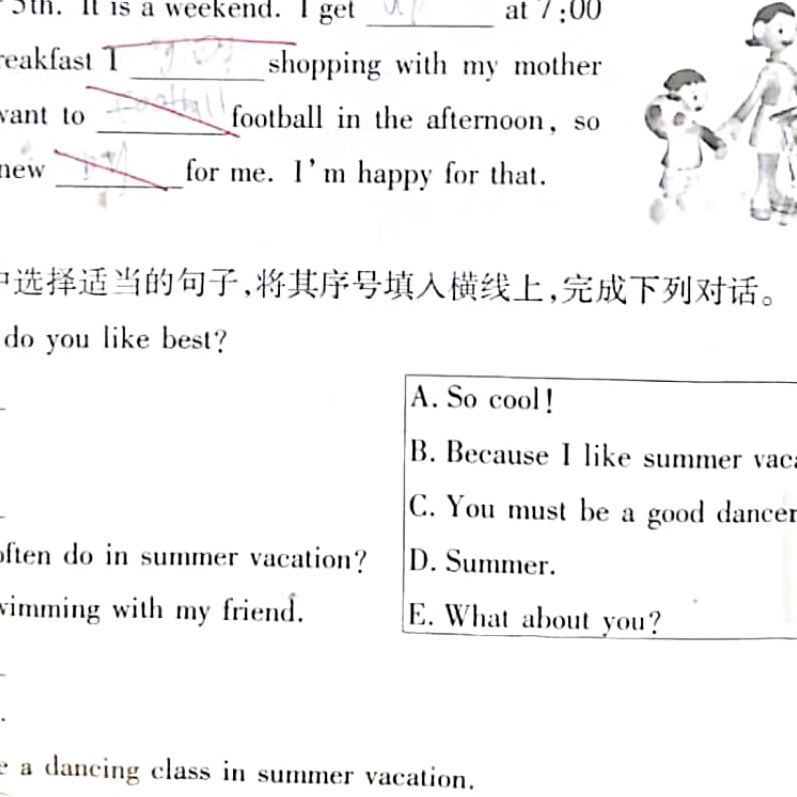 5th. It is a weekend. I get up at 7:00
reakfast I going shopping with my mother
want to football football in the afternoon, so
new for me. I'm happy for that.
中选择适当的句子,将其序号填入横线上,完成下列对话。
do you like best?
A. So cool!
B. Because I like summer vaca
C. You must be a good dancer
often do in summer vacation?
D. Summer.
wimming with my friend.
E. What about you?
e a dancing class in summer vacation.